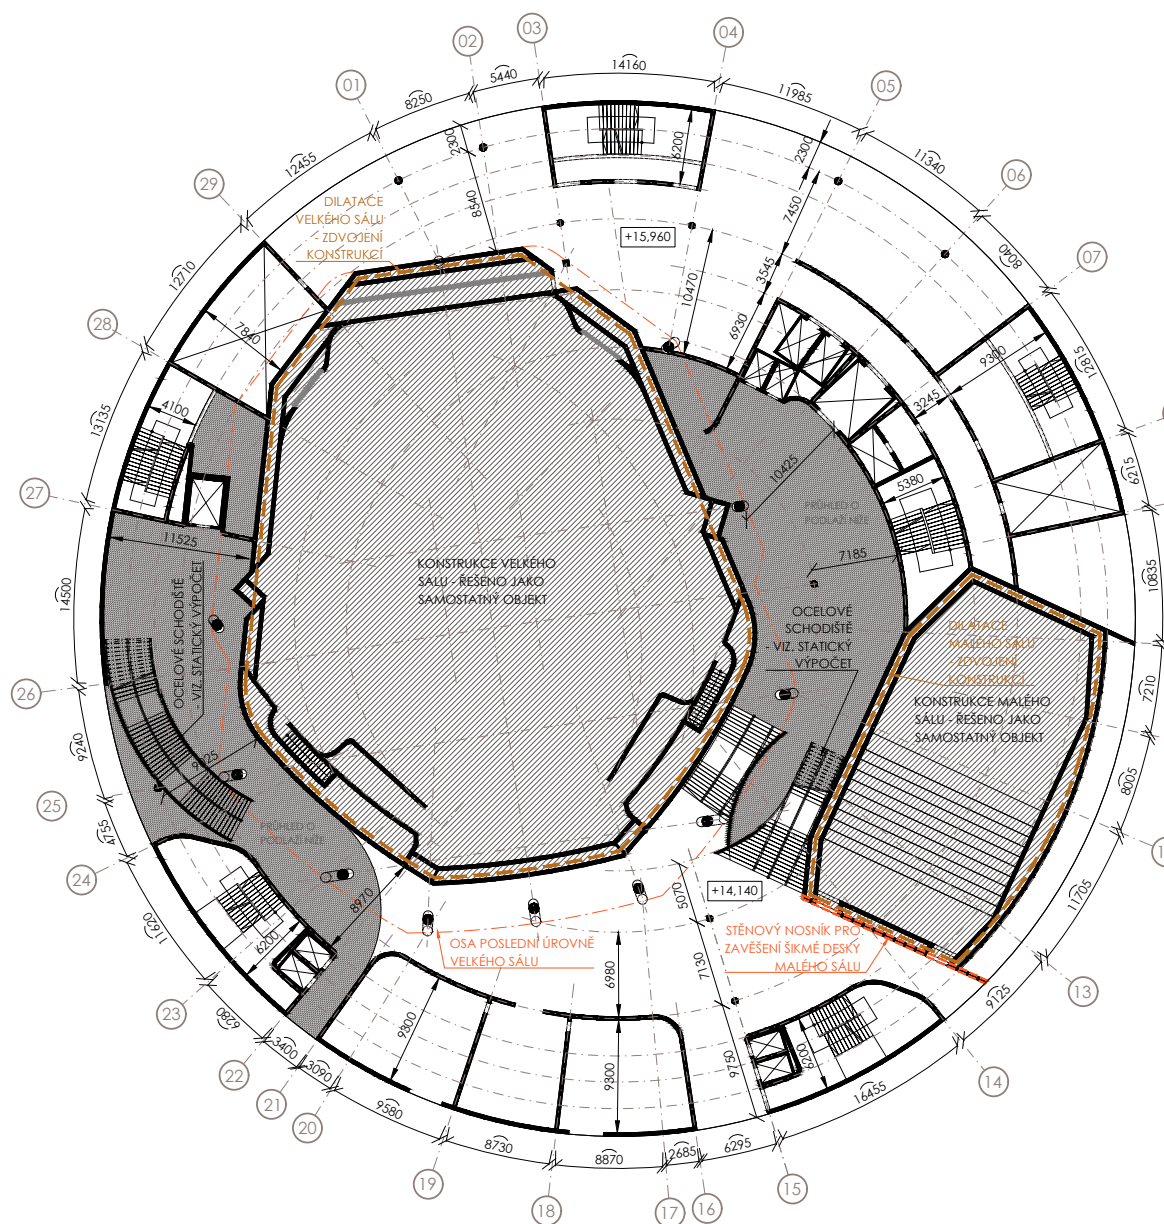 03
04
02
14160
5440
01
8250
11985
05
12455
2300
6200
2300
11340
06
29
DILATACE
VELKÉHO SÁLU
- ZDVOJENÍ
KONSTRUKCÍ
8540
+15,960
7450
8040
07
12710
3545
10470
6930
28
7840
9300
12815
4100
3245
13135
10425
6215
5380
27
PRŮHLED O
PODLAŽÍ NÍŽE
11525
7185
14500
KONSTRUKCE VELKÉHO
SÁLU - ŘEŠENO JAKO
SAMOSTATNÝ OBJEKT
10835
OCELOVÉ SCHODIŠTĚ
- VIZ. STATICKÝ VÝPOČET
OCELOVÉ
SCHODIŠTĚ
- VIZ. STATICKÝ
VÝPOČET
DILATACE
MALÉHO SÁLU
- ZDVOJENÍ
KONSTRUKCÍ
26
7210
KONSTRUKCE MALÉHO
SÁLU - ŘEŠENO JAKO
SAMOSTATNÝ OBJEKT
9240
8005
25
4755
PRŮHLED O
PODLAŽÍ NÍŽE
24
8970
5070
+14,140
11705
11620
6200
OSA POSLEDNÍ ÚROVNĚ
VELKÉHO SÁLU
STĚNOVÝ NOSNÍK PRO
ZAVĚŠENÍ ŠIKMÉ DESKY
MALÉHO SÁLU
6980
7130
13
23
6280
9125
9300
22
3400
6200
9300
9750
14
21
3090
20
9580
16455
8730
8870
2685
6295
19
18
17
16
15